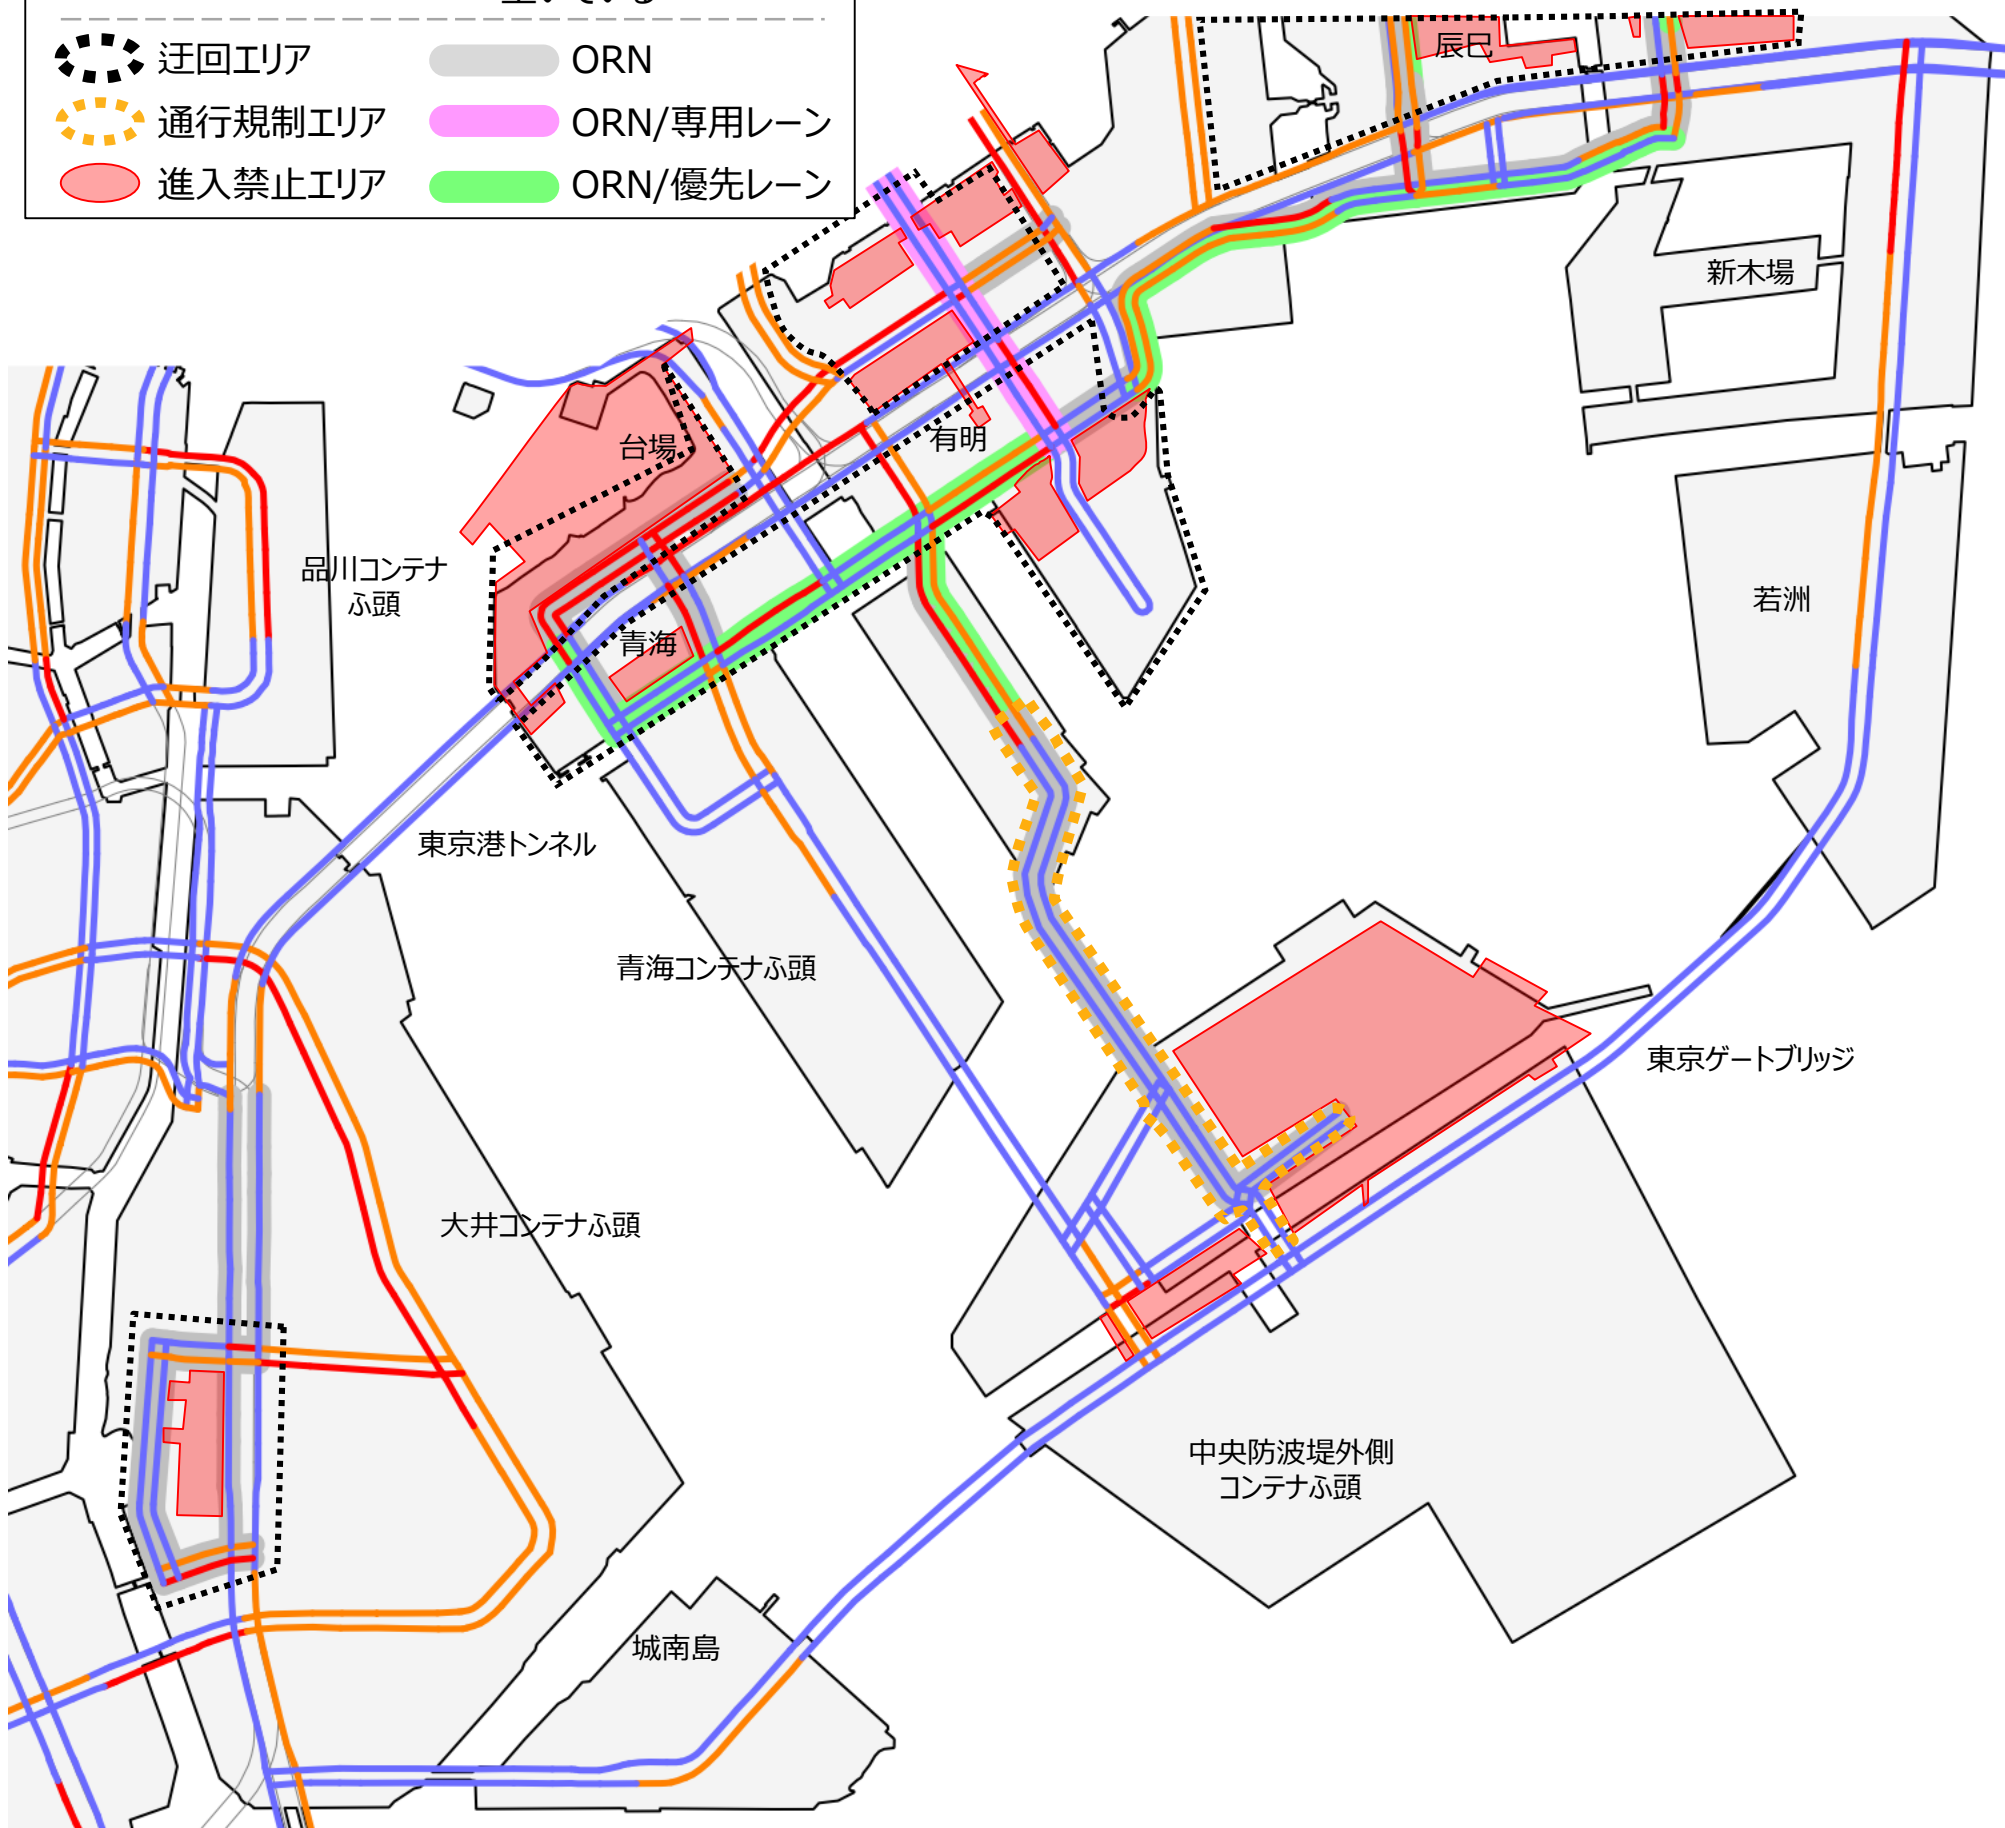 空いている
迂回エリア
ORN
通行規制エリア
ORN/専用レーン
進入禁止エリア
ORN/優先レーン
辰巳
新木場
台場
有明
品川コンテナ
ふ頭
若洲
青海
東京港トンネル
青海コンテナふ頭
東京ゲートブリッジ
大井コンテナふ頭
中央防波堤外側
コンテナふ頭
城南島